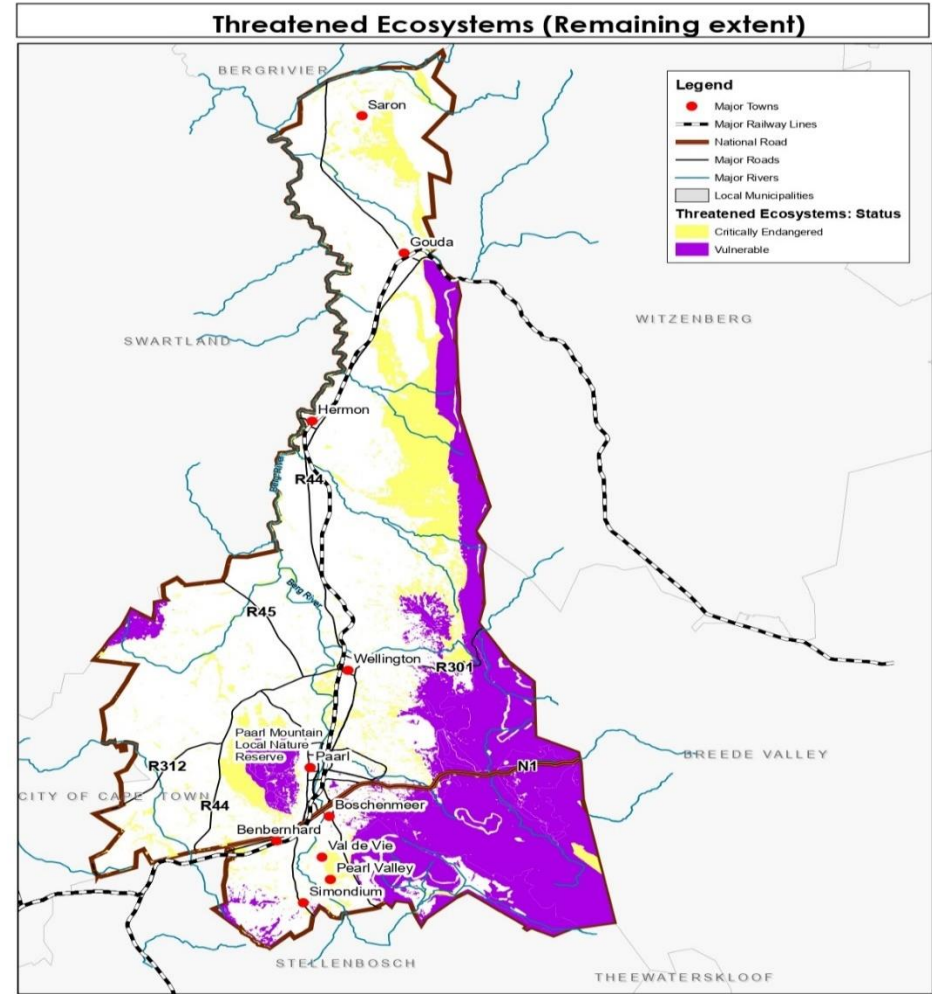 Threatened Ecosystems (Remaining extent)
BERGRIVIER
Saron
Legend
Major Towns
Major Railway Lines
National Road
Major Roads
Major Rivers
Local Municipalities
Threatened Ecosystems: Status
Critically Endangered
Vulnerable
Gouda
WITZENBERG
SWARTLAND
Hermon
Berg River
R44
Berg River
R45
Wellington
R301
Paarl Mountain
Local Nature
Reserve
Paarl
BREEDE VALLEY
N1
R312
CITY OF CAPE TOWN
R44
Boschenmeer
Benbernhard
Val de Vie
Pearl Valley
Simondium
STELLENBOSCH
THEEWATERSKLOOF